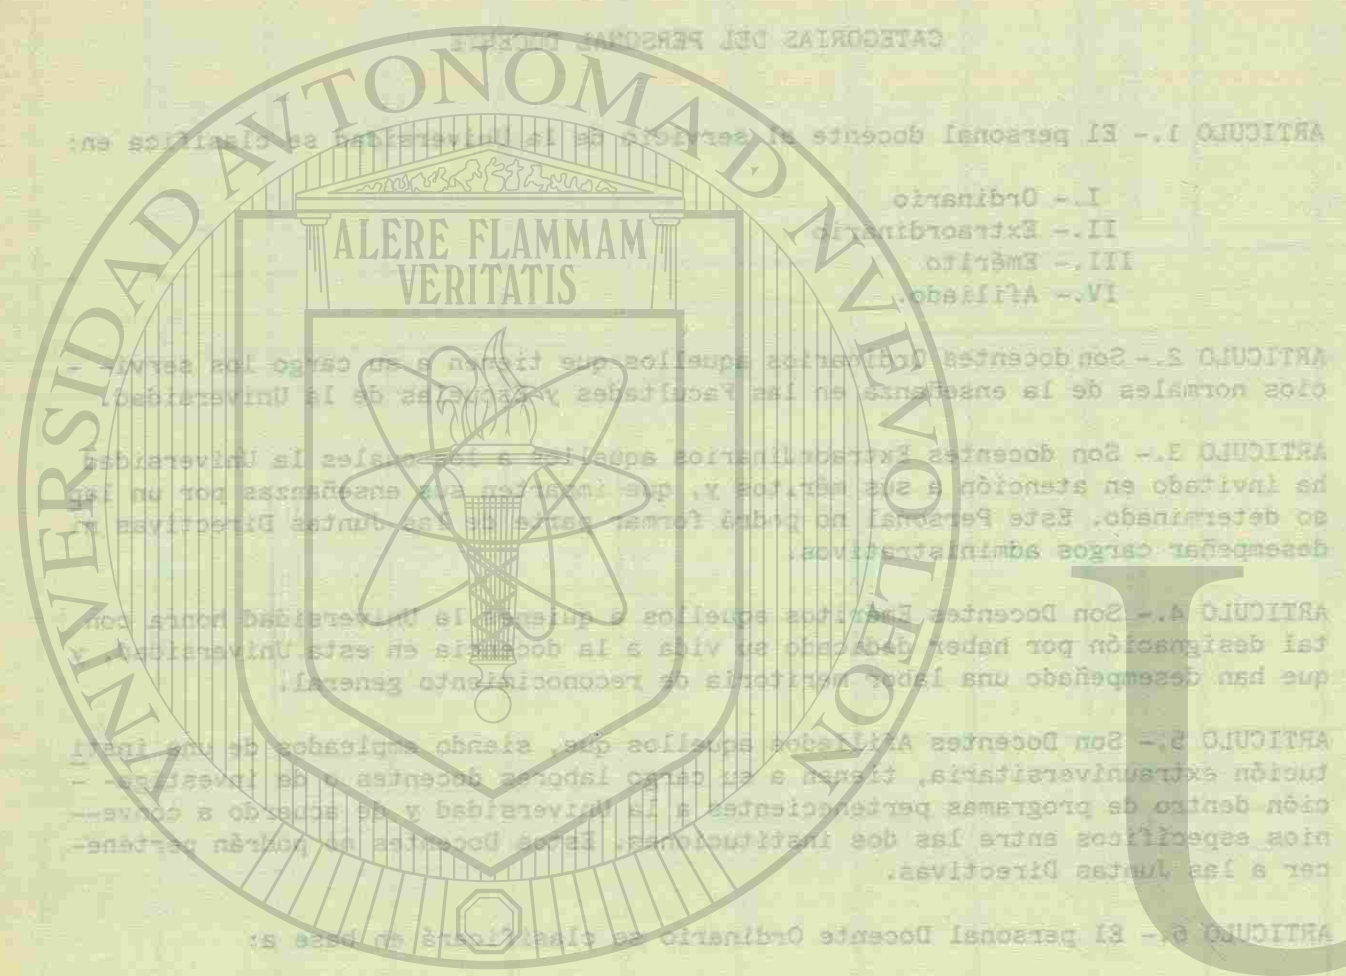 CATEGORIAS DEL PERSONAL DOCENTE
ARTICULO 1.- El personal docente al servicio de la Universidad se clasifica en:
I.- Ordinario
II.- Extraordinario
III.- Emérito
IV.- Afiliado.
ARTICULO 2.- Son docentes Ordinarios aquellos que tienen a su cargo los servi- -
cios normales de la enseñanza en las Facultades y Escuelas de la Universidad.
ARTICULO 3.- Son docentes Extraordinarios aquellos a los cuales la Universidad
ha invitado en atención a sus méritos y, que imparten sus enseñanzas por un lap
so determinado. Este Personal no podrá formar parte de las Juntas Directivas ni
desempeñar cargos administrativos.
ARTICULO 4.- Son Docentes Eméritos aquellos a quienes la Universidad honra con
tal designación por haber dedicado su vida a la docencia en esta Universidad, y
que han desempeñado una labor meritoria de reconocimiento general.
ARTICULO 5.- Son Docentes Afiliados aquellos que, siendo empleados de una insti
tución extrauniversitaria, tienen a su cargo labores docentes o de investiga- -
ción dentro de programas pertenecientes a la Universidad y de acuerdo a conve--
nios específicos entre las dos instituciones. Estos Docentes no podrán pertene-
cer a las Juntas Directivas.
ARTICULO 6.- El personal Docente Ordinario se clasificará en base a:
UNIVERSIDAD AVTONOMA D NVEVO LEON
ALERE FLAMMAM
VERITATIS
U